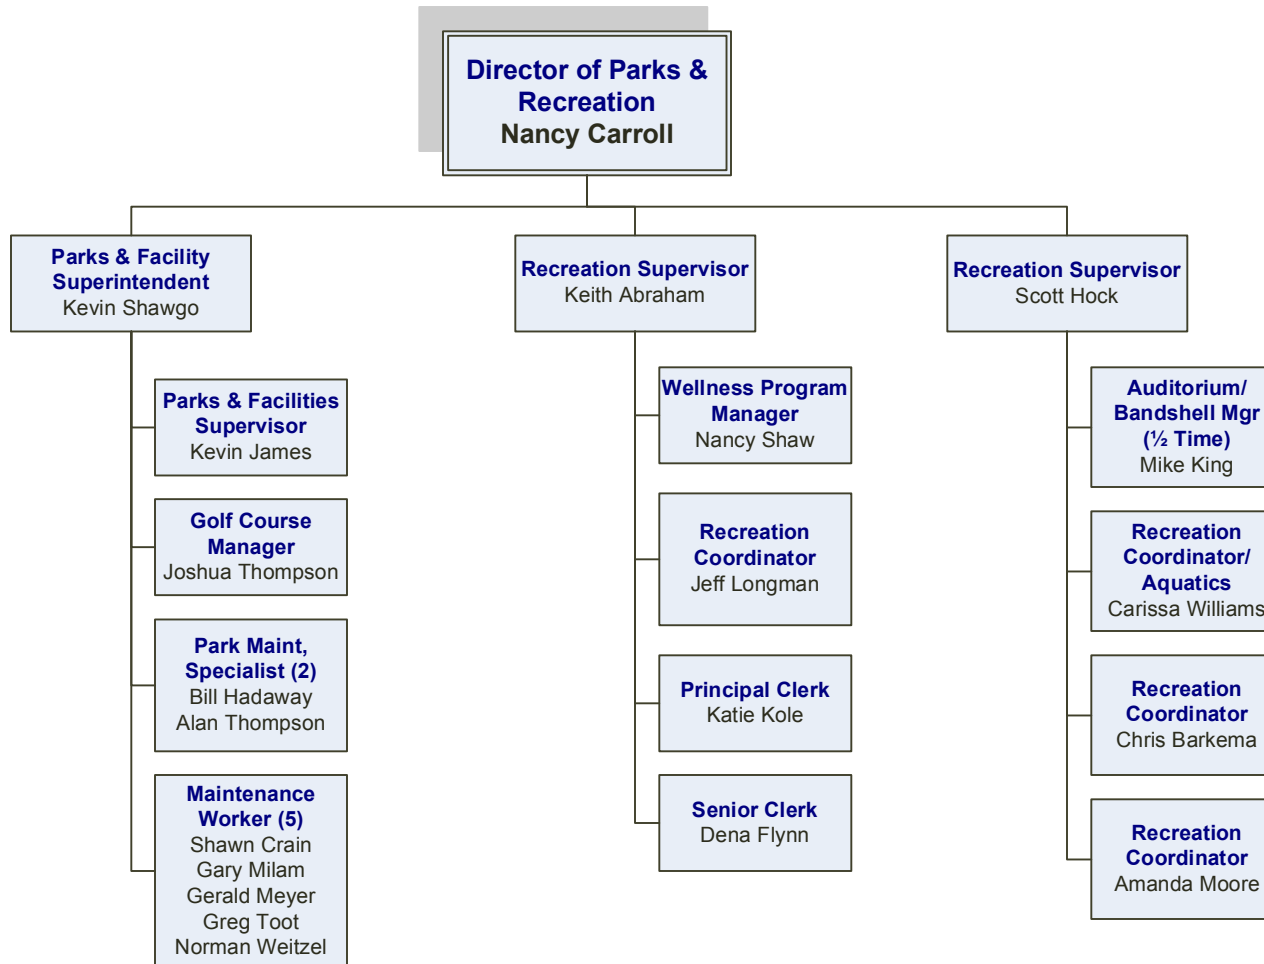 Director of Parks &
Recreation
Nancy Carroll
Parks & Facility
Superintendent
Kevin Shawgo
Recreation Supervisor
Keith Abraham
Recreation Supervisor
Scott Hock
Parks & Facilities
Supervisor
Kevin James
Golf Course
Manager
Joshua Thompson
Park Maint,
Specialist (2)
Bill Hadaway
Alan Thompson
Maintenance
Worker (5)
Shawn Crain
Gary Milam
Gerald Meyer
Greg Toot
Norman Weitzel
Wellness Program
Manager
Nancy Shaw
Recreation
Coordinator
Jeff Longman
Principal Clerk
Katie Kole
Senior Clerk
Dena Flynn
Auditorium/
Bandshell Mgr
(½ Time)
Mike King
Recreation
Coordinator/
Aquatics
Carissa Williams
Recreation
Coordinator
Chris Barkema
Recreation
Coordinator
Amanda Moore